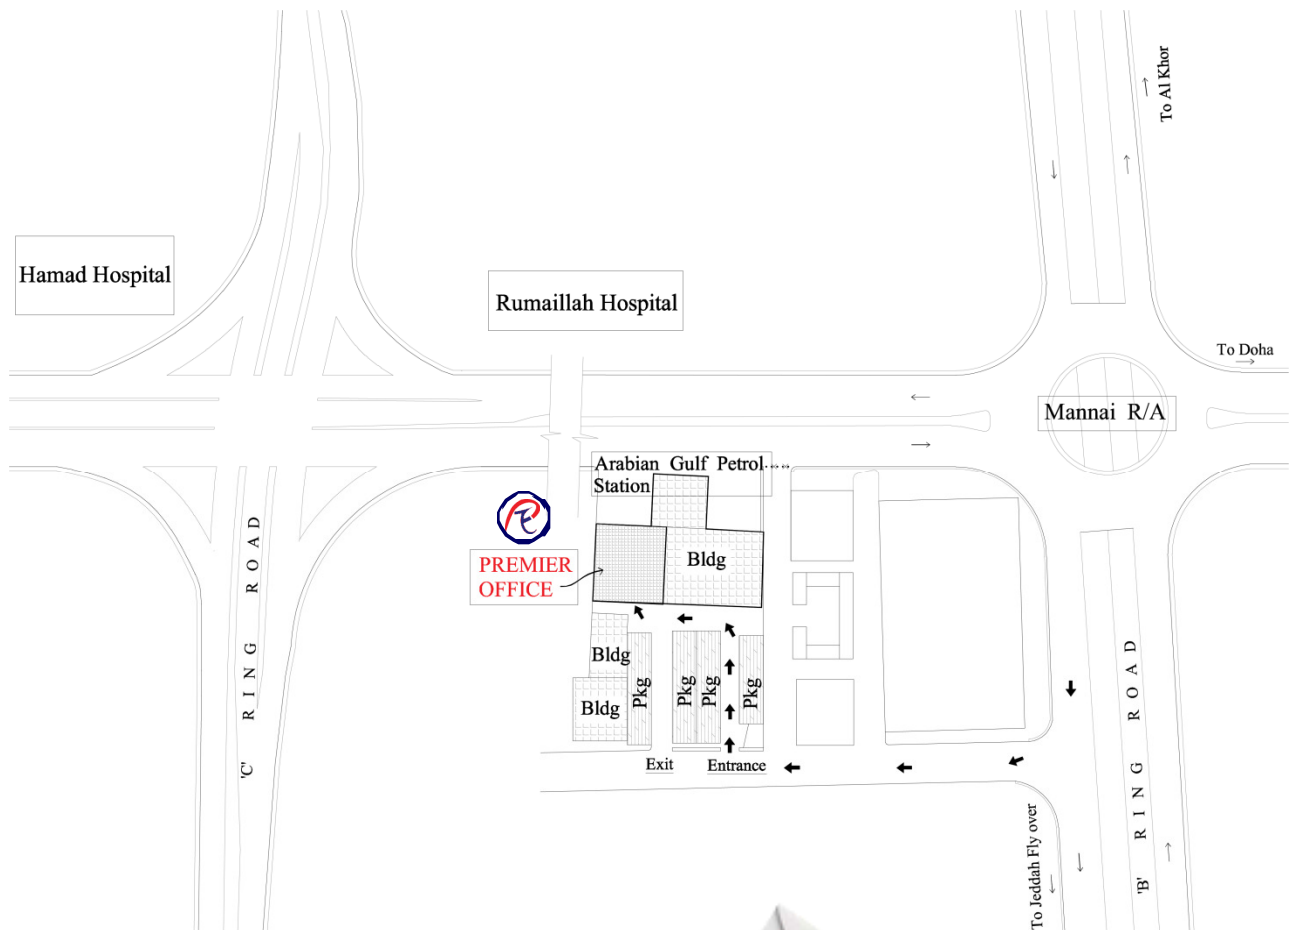 To Al Khor
Hamad Hospital
Rumaillah Hospital
To Doha
Mannai R/A
Arabian Gulf Petrol
Station
PREMIER
OFFICE
Bldg
Bldg
Bldg
Pkg
Pkg
Pkg
Pkg
Exit
Entrance
'C' RING ROAD
'B' RING ROAD
To Jeddah Fly over